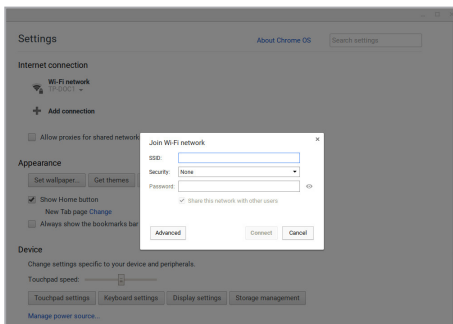 Settings
About Chrome OS
Search settings
Internet connection
Wi-Fi network
TP-DOC1
Add connection
Allow proxies for shared network
Join Wi-Fi network
SSID:
Security: None
Password:
Share this network with other users
Advanced Connect Cancel
Appearance
Set wallpaper... Get themes
Show Home button
New Tab page Change
Always show the bookmarks bar
Device
Change settings specific to your device and peripherals.
Touchpad speed:
Touchpad settings Keyboard settings Display settings Storage management
Manage power source...